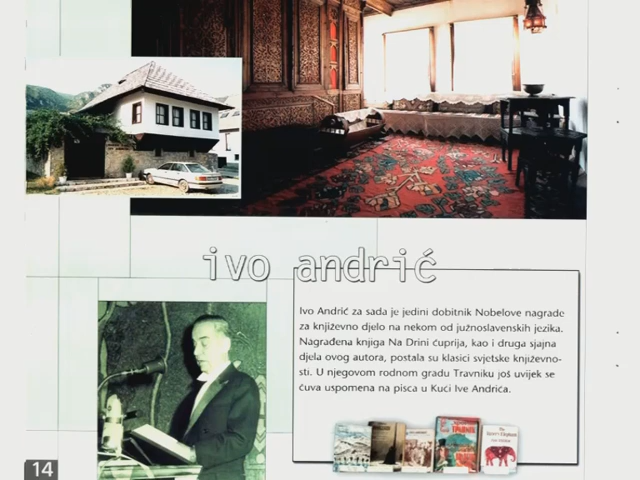 ivo andrić
Ivo Andrić za sada je jedini dobitnik Nobelove nagrade
za književno djelo na nekom od južnoslavenskih jezika.
Nagrađena knjiga Na Drini ćuprija, kao i druga sjajna
djela ovog autora, postala su klasici svjetske književno-
sti. U njegovom rodnom gradu Travniku još uvijek se
čuva uspomena na pisca u Kući Ive Andrića.
14